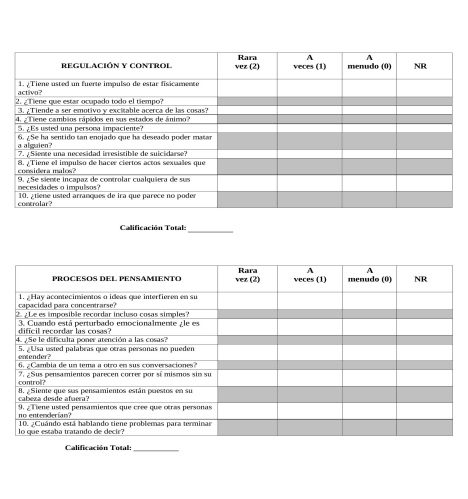 REGULACIÓN Y CONTROL Rara vez (2) A veces (1) A menudo (0) NR
1. ¿Tiene usted un fuerte impulso de estar físicamente
activo?
2. ¿Tiene que estar ocupado todo el tiempo?
3. ¿Tiende a ser emotivo y excitable acerca de las cosas?
4. ¿Tiene cambios rápidos en sus estados de ánimo?
5. ¿Es usted una persona impaciente?
6. ¿Se ha sentido tan enojado que ha deseado poder matar
a alguien?
7. ¿Siente una necesidad irresistible de suicidarse?
8. ¿Tiene el impulso de hacer ciertos actos sexuales que
considera malos?
9. ¿Se siente incapaz de controlar cualquiera de sus
necesidades o impulsos?
10. ¿tiene usted arranques de ira que parece no poder
controlar?
Calificación Total: ____________
PROCESOS DEL PENSAMIENTO Rara vez (2) A veces (1) A menudo (0) NR
1. ¿Hay acontecimientos o ideas que interfieren en su
capacidad para concentrarse?
2. ¿Le es imposible recordar incluso cosas simples?
3. Cuando está perturbado emocionalmente ¿le es
difícil recordar las cosas?
4. ¿Se le dificulta poner atención a las cosas?
5. ¿Usa usted palabras que otras personas no pueden
entender?
6. ¿Cambia de un tema a otro en sus conversaciones?
7. ¿Sus pensamientos parecen correr por sí mismos sin su
control?
8. ¿Siente que sus pensamientos están puestos en su
cabeza desde afuera?
9. ¿Tiene usted pensamientos que cree que otras personas
no entenderían?
10. ¿Cuándo está hablando tiene problemas para terminar
lo que estaba tratando de decir?
Calificación Total: ____________